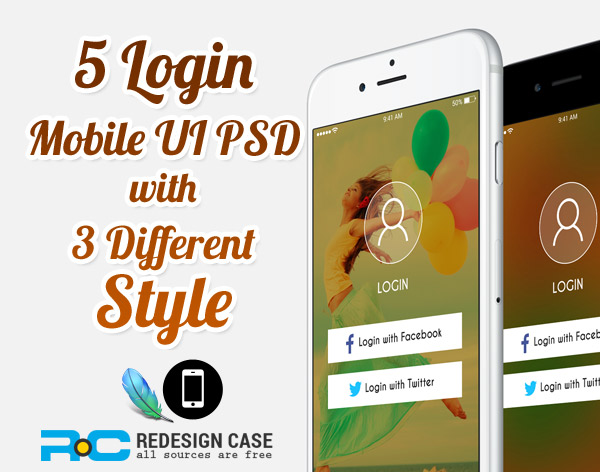 5 Login
Mobile UI PSD
with
3 Different
Style
RC REDESIGN CASE
all sources are free
50%
9:41 AM
LOGIN
f Login with Facebook
Login with Twitter
9:41 AM
LOGIN
f Login with Faceb
Login with Twitt